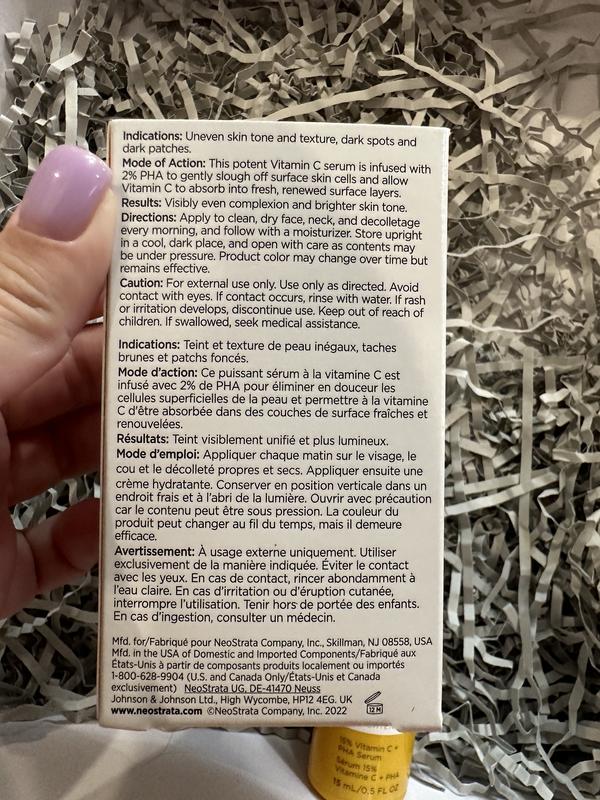 Indications: Uneven skin tone and texture, dark spots and
dark patches.
Mode of Action: This potent Vitamin C serum is infused with
2% PHA to gently slough off surface skin cells and allow
Vitamin C to absorb into fresh, renewed surface layers.
Results: Visibly even complexion and brighter skin tone.
Directions: Apply to clean, dry face, neck, and decolletage
every morning, and follow with a moisturizer. Store upright
in a cool, dark place, and open with care as contents may
be under pressure. Product color may change over time but
remains effective.
Caution: For external use only. Use only as directed. Avoid
contact with eyes. If contact occurs, rinse with water. If rash
or irritation develops, discontinue use. Keep out of reach of
children. If swallowed, seek medical assistance.
Indications: Teint et texture de peau inégaux, taches
brunes et patchs foncés.
Mode d'action: Ce puissant sérum à la vitamine C est
infusé avec 2% de PHA pour éliminer en douceur les
cellules superficielles de la peau et permettre à la vitamine
C d'être absorbée dans des couches de surface fraîches et
renouvelées.
Résultats: Teint visiblement unifié et plus lumineux.
Mode d'emploi: Appliquer chaque matin sur le visage, le
cou et le décolleté propres et secs. Appliquer ensuite une
crème hydratante. Conserver en position verticale dans un
endroit frais et à l'abri de la lumière. Ouvrir avec précaution
car le contenu peut être sous pression. La couleur du
produit peut changer au fil du temps, mais il demeure
efficace.
Avertissement: À usage externe uniquement. Utiliser
exclusivement de la manière indiquée. Éviter le contact
avec les yeux. En cas de contact, rincer abondamment à
l'eau claire. En cas d'irritation ou d'éruption cutanée,
interrompre l'utilisation. Tenir hors de portée des enfants.
En cas d'ingestion, consulter un médecin.
Mfd. for/Fabriqué pour NeoStrata Company, Inc., Skillman, NJ 08558, USA
Mfd. in the USA of Domestic and Imported Components/Fabriqué aux
États-Unis à partir de composants produits localement ou importés
1-800-628-9904 (U.S. and Canada Only/États-Unis et Canada
exclusivement) NeoStrata UG, DE-41470 Neuss
Johnson & Johnson Ltd., High Wycombe, HP12 4EG. UK
12 M
www.neostrata.com ©NeoStrata Company, Inc. 2022
15% Vitamin C +
PHA Serum
Sérum 15%
Vitamine C + PHA
15 mL/0.5 FL OZ